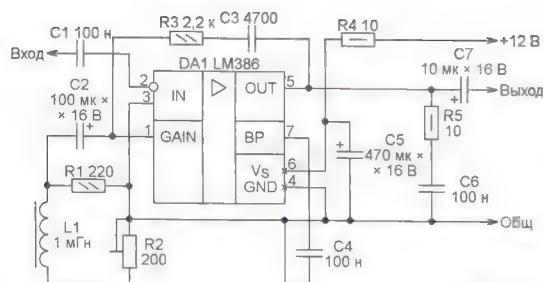 C1 100 н
Вход
R3 2,2 к
C3 4700
R4 10
+12 В
C7
10 мк × 16 В
Выход
DA1 LM386
2
3
1
IN
GAIN
OUT
BP
Vs
GND
5
7
6
4
C2
100 мк ×
× 16 В
+
R1 220
L1
1 мГн
R2
200
C5
470 мк ×
× 16 В
+
+
R5
10
C6
100 н
Общ
C4
100 н